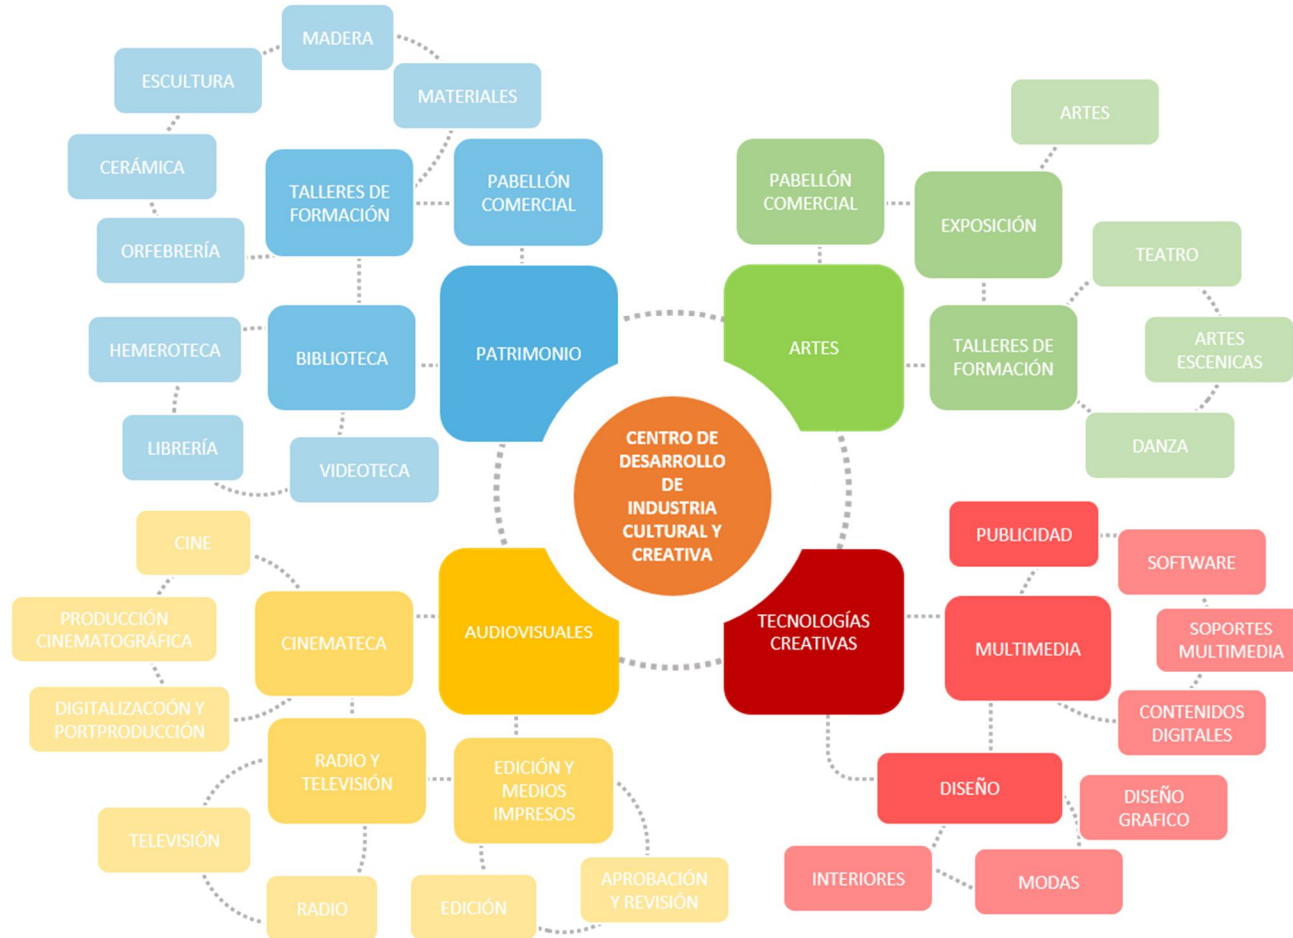 MADERA
ESCULTURA
MATERIALES
CERÁMICA
TALLERES DE
FORMACIÓN
PABELLÓN
COMERCIAL
ORFEBRERÍA
HEMEROTECA
BIBLIOTECA
PATRIMONIO
LIBRERÍA
VIDEOTECA
ARTES
PABELLÓN
COMERCIAL
EXPOSICIÓN
TEATRO
ARTES
TALLERES DE
FORMACIÓN
ARTES
ESCENICAS
DANZA
CENTRO DE
DESARROLLO
DE
INDUSTRIA
CULTURAL Y
CREATIVA
CINE
PRODUCCIÓN
CINEMATOGRÁFICA
CINEMATECA
AUDIOVISUALES
DIGITALIZACOÓN Y
PORTPRODUCCIÓN
RADIO Y
TELEVISIÓN
EDICIÓN Y
MEDIOS
IMPRESOS
TELEVISIÓN
RADIO
EDICIÓN
APROBACIÓN
Y REVISIÓN
PUBLICIDAD
SOFTWARE
TECNOLOGÍAS
CREATIVAS
MULTIMEDIA
SOPORTES
MULTIMEDIA
CONTENIDOS
DIGITALES
DISEÑO
DISEÑO
GRAFICO
INTERIORES
MODAS